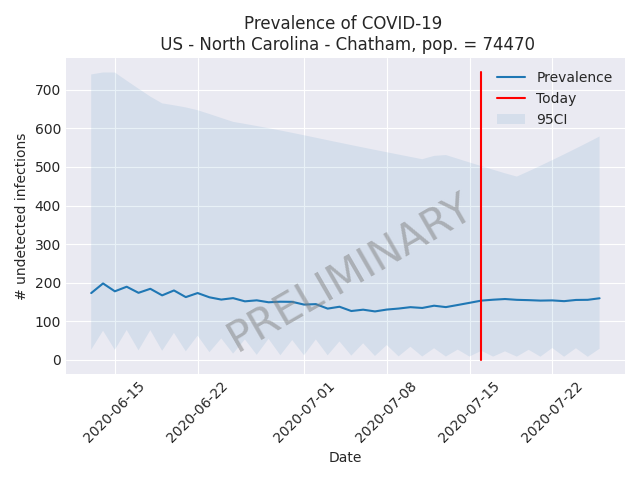 Prevalence of COVID-19
US - North Carolina - Chatham, pop. = 74470
# undetected infections
700
600
500
400
300
200
100
0
Prevalence
Today
95CI
PRELIMINARY
2020-06-15
2020-06-22
2020-07-01
2020-07-08
2020-07-15
2020-07-22
Date